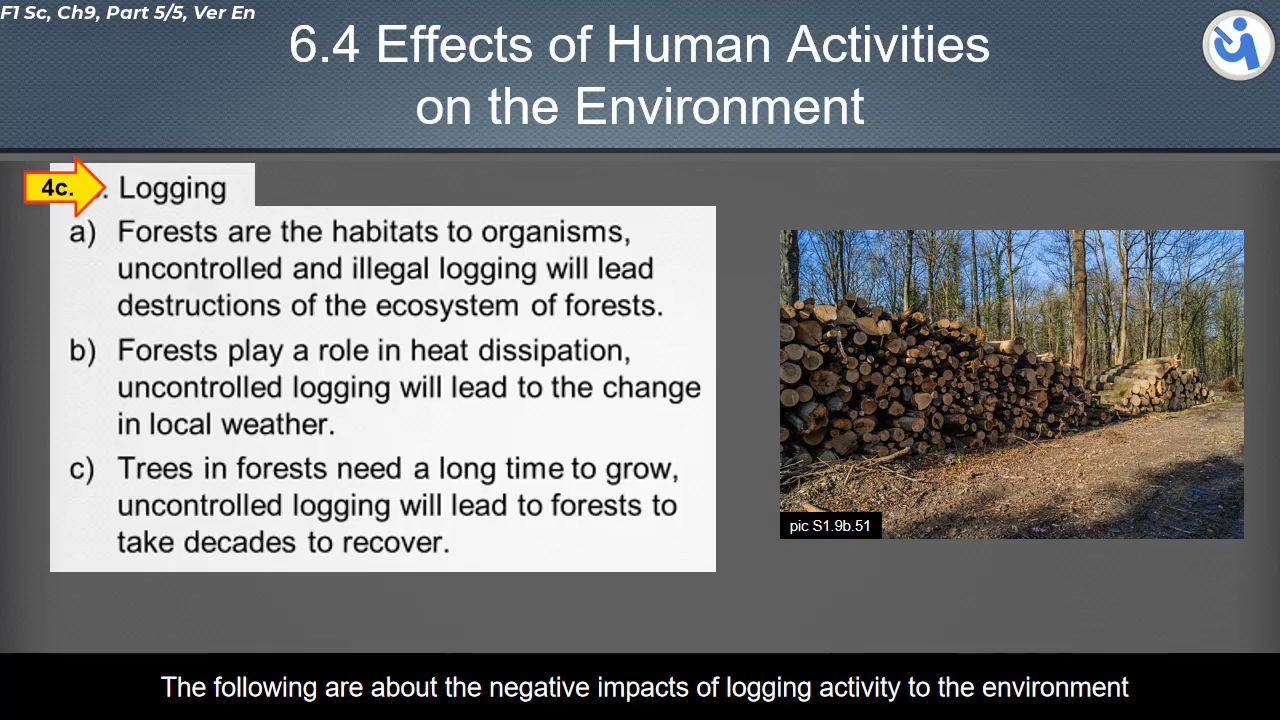 F1 Sc, Ch9, Part 5/5, Ver En
6.4 Effects of Human Activities
on the Environment
4c.
. Logging
a) Forests are the habitats to organisms,
uncontrolled and illegal logging will lead
destructions of the ecosystem of forests.
b) Forests play a role in heat dissipation,
uncontrolled logging will lead to the change
in local weather.
c) Trees in forests need a long time to grow,
uncontrolled logging will lead to forests to
take decades to recover.
pic S1.9b.51
The following are about the negative impacts of logging activity to the environment